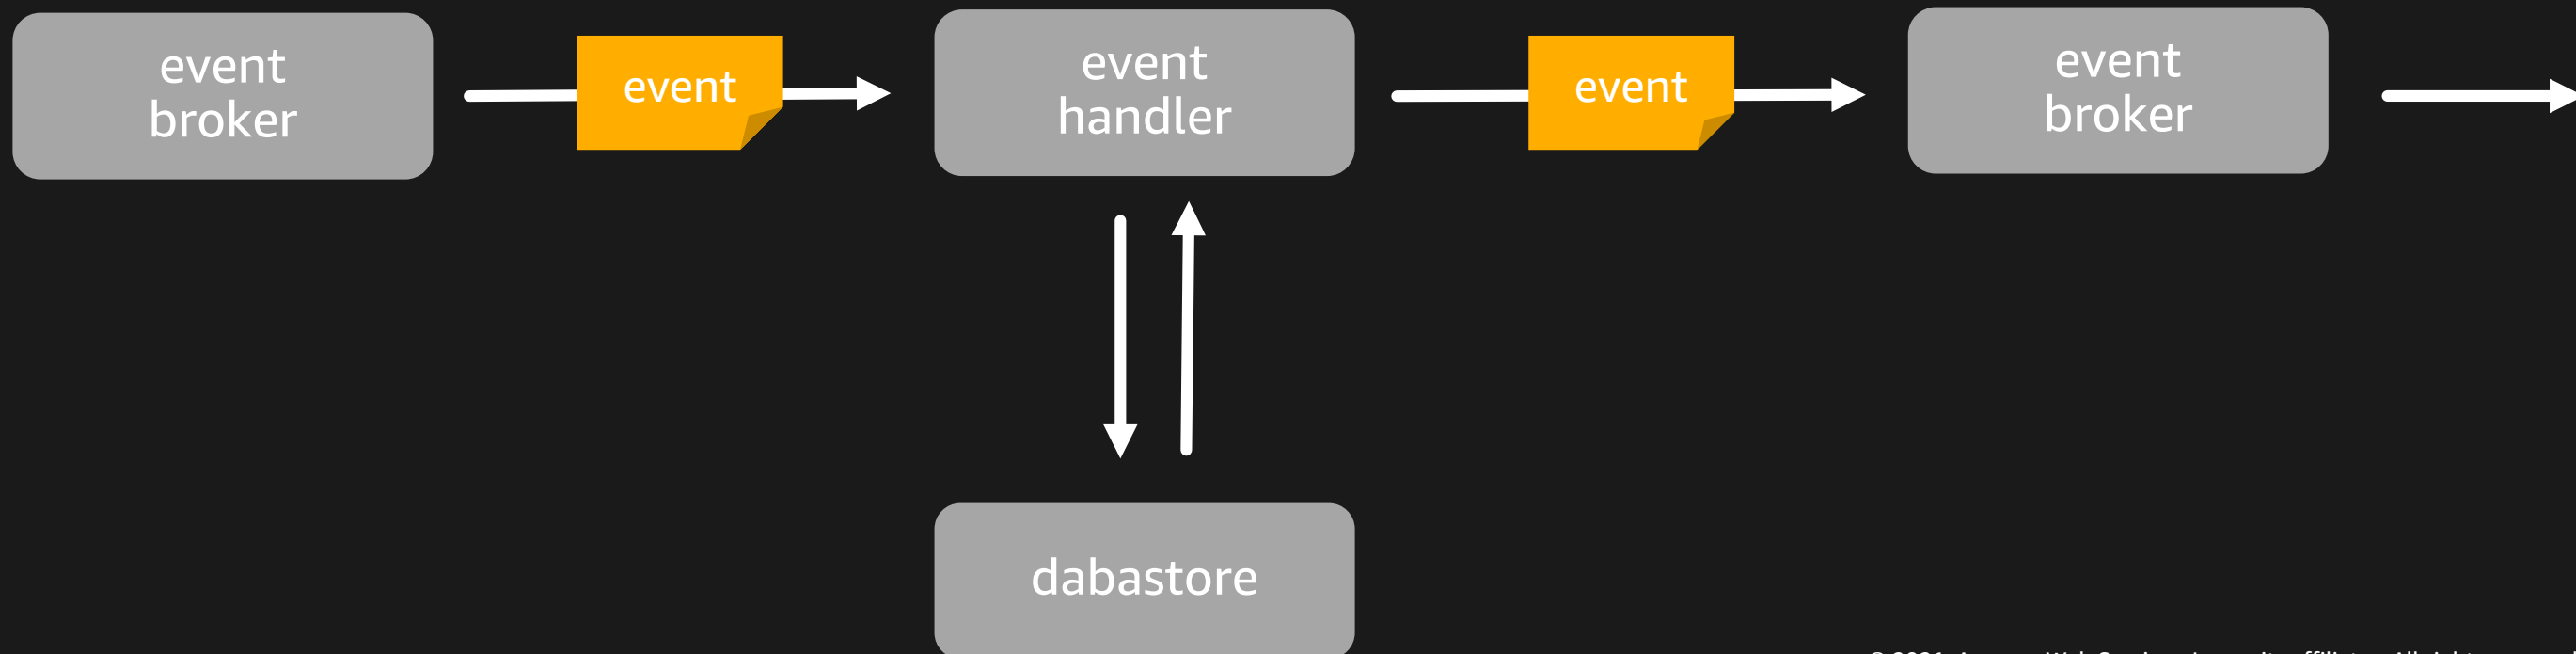 event
broker
event
event
handler
event
event
broker
dabastore